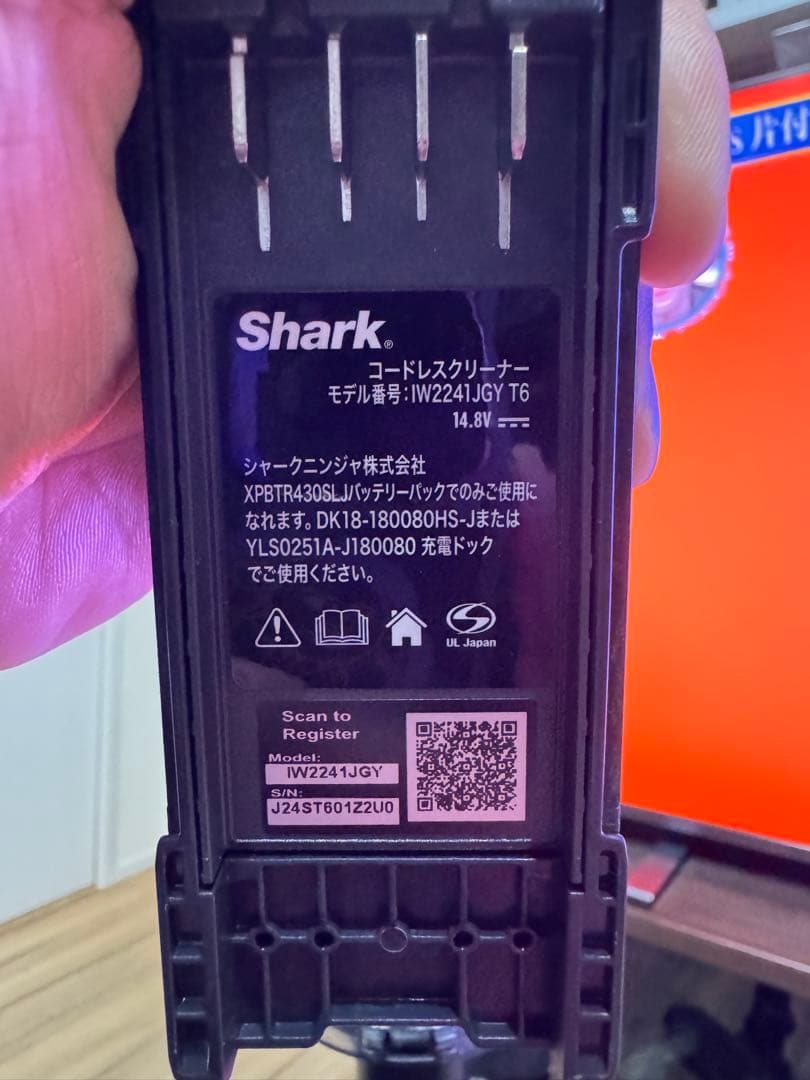 S 片付
Shark®
コードレスクリーナー
モデル番号:IW2241JGY T6
14.8V
シャークニンジャ株式会社
XPBTR430SLJバッテリーパックでのみご使用に
なれます。DK18-180080HS-Jまたは
YLS0251A-J180080 充電ドック
でご使用ください。
UL Japan
Scan to
Register
Model:
IW2241JGY
S/N:
J24ST601Z2U0